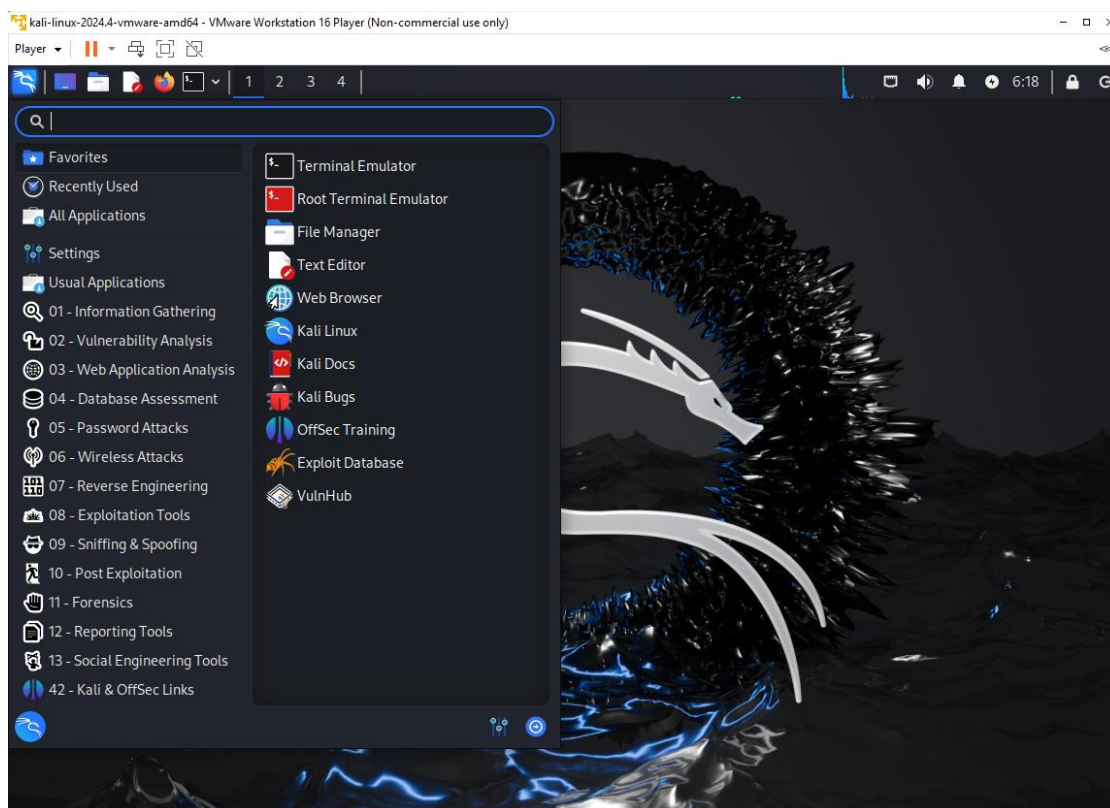 kali-linux-2024.4-vmware-amd64 - VMware Workstation 16 Player (Non-commercial use only)
Player
1 2 3 4
6:18
Favorites
Recently Used
All Applications
Settings
Usual Applications
01 - Information Gathering
02 - Vulnerability Analysis
03 - Web Application Analysis
04 - Database Assessment
05 - Password Attacks
06 - Wireless Attacks
07 - Reverse Engineering
08 - Exploitation Tools
09 - Sniffing & Spoofing
10 - Post Exploitation
11 - Forensics
12 - Reporting Tools
13 - Social Engineering Tools
42 - Kali & OffSec Links
Terminal Emulator
Root Terminal Emulator
File Manager
Text Editor
Web Browser
Kali Linux
Kali Docs
Kali Bugs
OffSec Training
Exploit Database
VulnHub